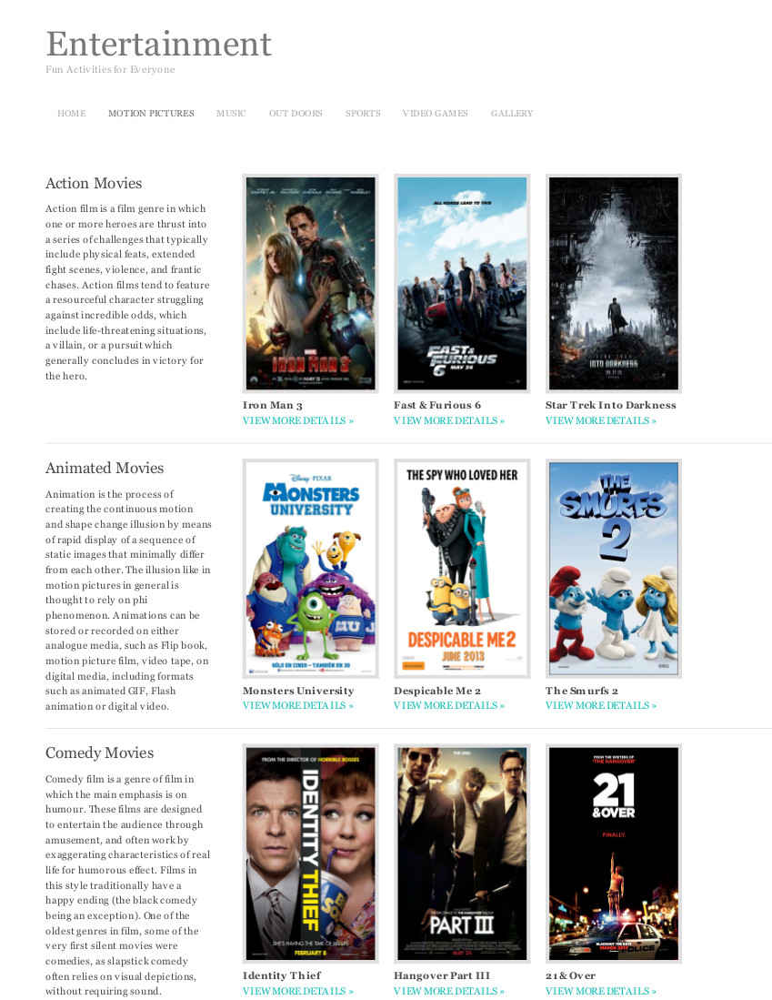 Entertainment
Fun Activities for Everyone
HOME MOTION PICTURES MUSIC OUT DOORS SPORTS VIDEO GAMES GALLERY
Action Movies
Action film is a film genre in which
one or more heroes are thrust into
a series of challenges that typically
include physical feats, extended
fight scenes, violence, and frantic
chases. Action films tend to feature
a resourceful character struggling
against incredible odds, which
include life-threatening situations,
a villain, or a pursuit which
generally concludes in victory for
the hero.
MARVEL
IRON MAN 3
ALL ROADS LEAD TO THIS
FAST &
FURIOUS
6 MAY 24
STAR TREK
INTO DARKNESS
Iron Man 3
VIEW MORE DETAILS »
Fast & Furious 6
VIEW MORE DETAILS »
Star Trek Into Darkness
VIEW MORE DETAILS »
Animated Movies
Animation is the process of
creating the continuous motion
and shape change illusion by means
of rapid display of a sequence of
static images that minimally differ
from each other. The illusion like in
motion pictures in general is
thought to rely on phi
phenomenon. Animations can be
stored or recorded on either
analogue media, such as Flip book,
motion picture film, video tape, on
digital media, including formats
such as animated GIF, Flash
animation or digital video.
Disney PIXAR
MONSTERS
UNIVERSITY
MU
SÓLO EN CINES - TAMBIÉN EN 3D
THE SPY WHO LOVED HER
DESPICABLE ME 2
JUNE 2013
THE
SMURFS
2
Monsters University
VIEW MORE DETAILS »
Despicable Me 2
VIEW MORE DETAILS »
The Smurfs 2
VIEW MORE DETAILS »
Comedy Movies
Comedy film is a genre of film in
which the main emphasis is on
humour. These films are designed
to entertain the audience through
amusement, and often work by
exaggerating characteristics of real
life for humorous effect. Films in
this style traditionally have a
happy ending (the black comedy
being an exception). One of the
oldest genres in film, some of the
very first silent movies were
comedies, as slapstick comedy
often relies on visual depictions,
without requiring sound.
FROM THE DIRECTOR OF HORRIBLE BOSSES
IDENTITY THIEF
SHE'S HAVING THE TIME OF HIS LIFE
FEBRUARY 8
THE END.
PART III
MAY 24
FROM THE WRITERS OF
'THE HANGOVER'
21
& OVER
FINALLY.
POLICE
Identity Thief
VIEW MORE DETAILS »
Hangover Part III
VIEW MORE DETAILS »
21 & Over
VIEW MORE DETAILS »